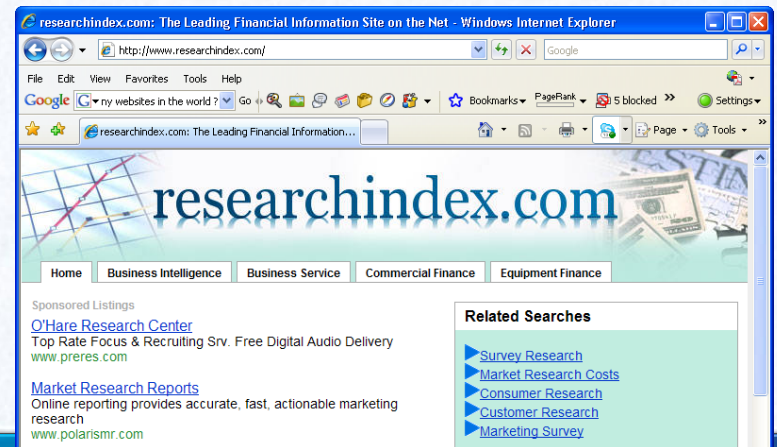 researchindex.com: The Leading Financial Information Site on the Net - Windows Internet Explorer
http://www.researchindex.com/
Google
File Edit View Favorites Tools Help
Google G ny websites in the world ? Go Bookmarks PageRank 5 blocked » Settings
researchindex.com: The Leading Financial Information... Page Tools »
researchindex.com
Home Business Intelligence Business Service Commercial Finance Equipment Finance
Sponsored Listings
O'Hare Research Center
Top Rate Focus & Recruiting Srv. Free Digital Audio Delivery
www.preres.com
Market Research Reports
Online reporting provides accurate, fast, actionable marketing
research
www.polarismr.com
Related Searches
Survey Research
Market Research Costs
Consumer Research
Customer Research
Marketing Survey